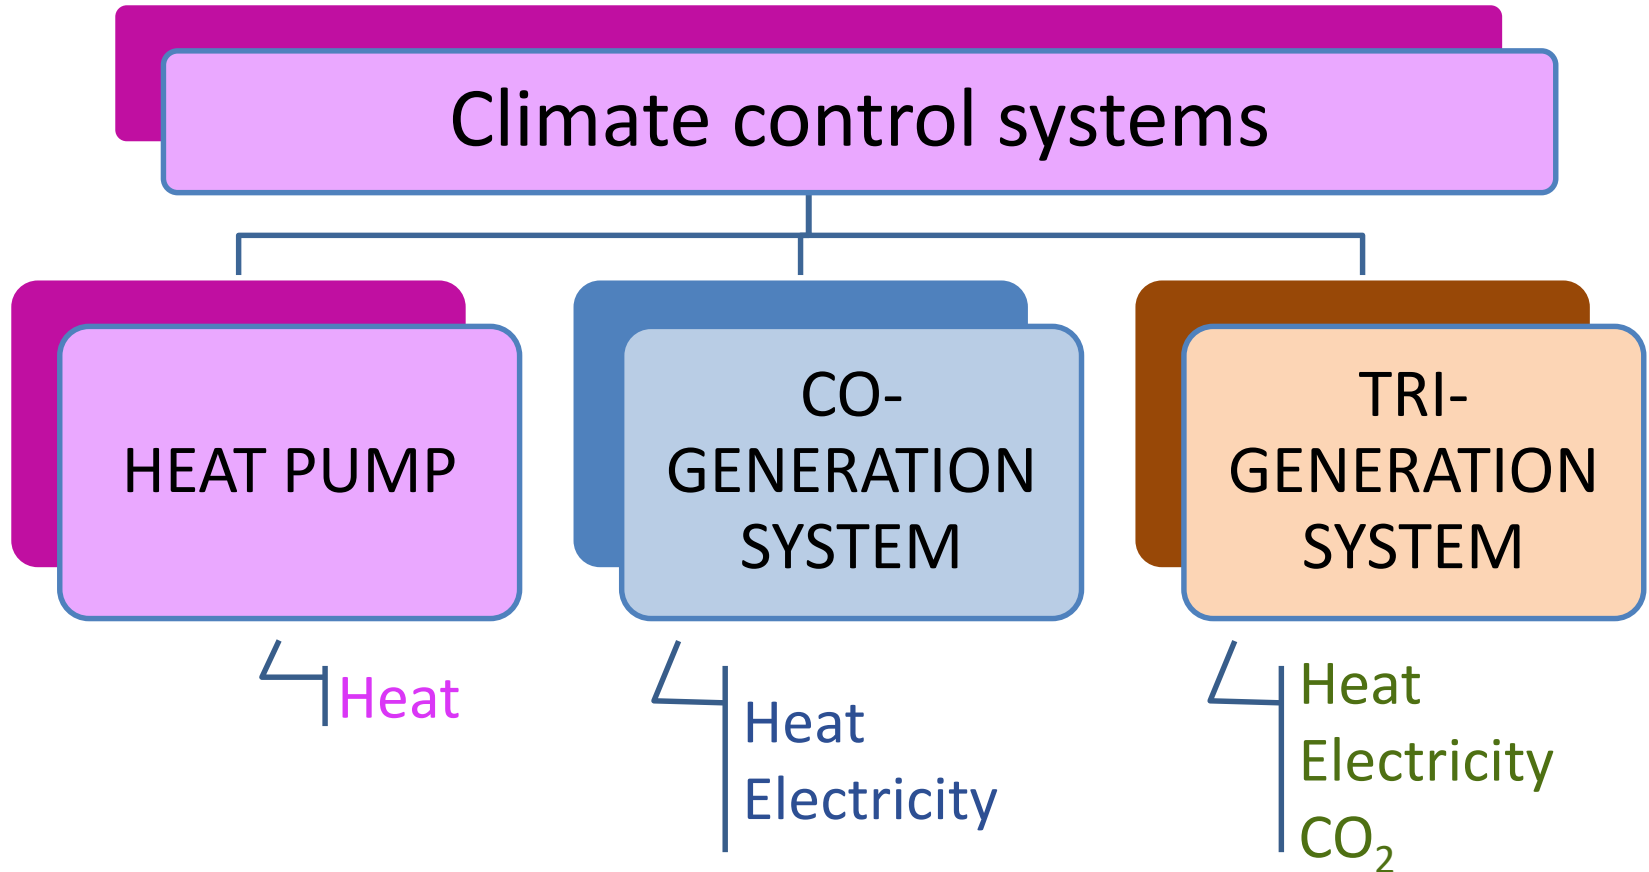 Climate control systems
HEAT PUMP
CO-
GENERATION
SYSTEM
TRI-
GENERATION
SYSTEM
Heat
Heat
Electricity
Heat
Electricity
CO₂